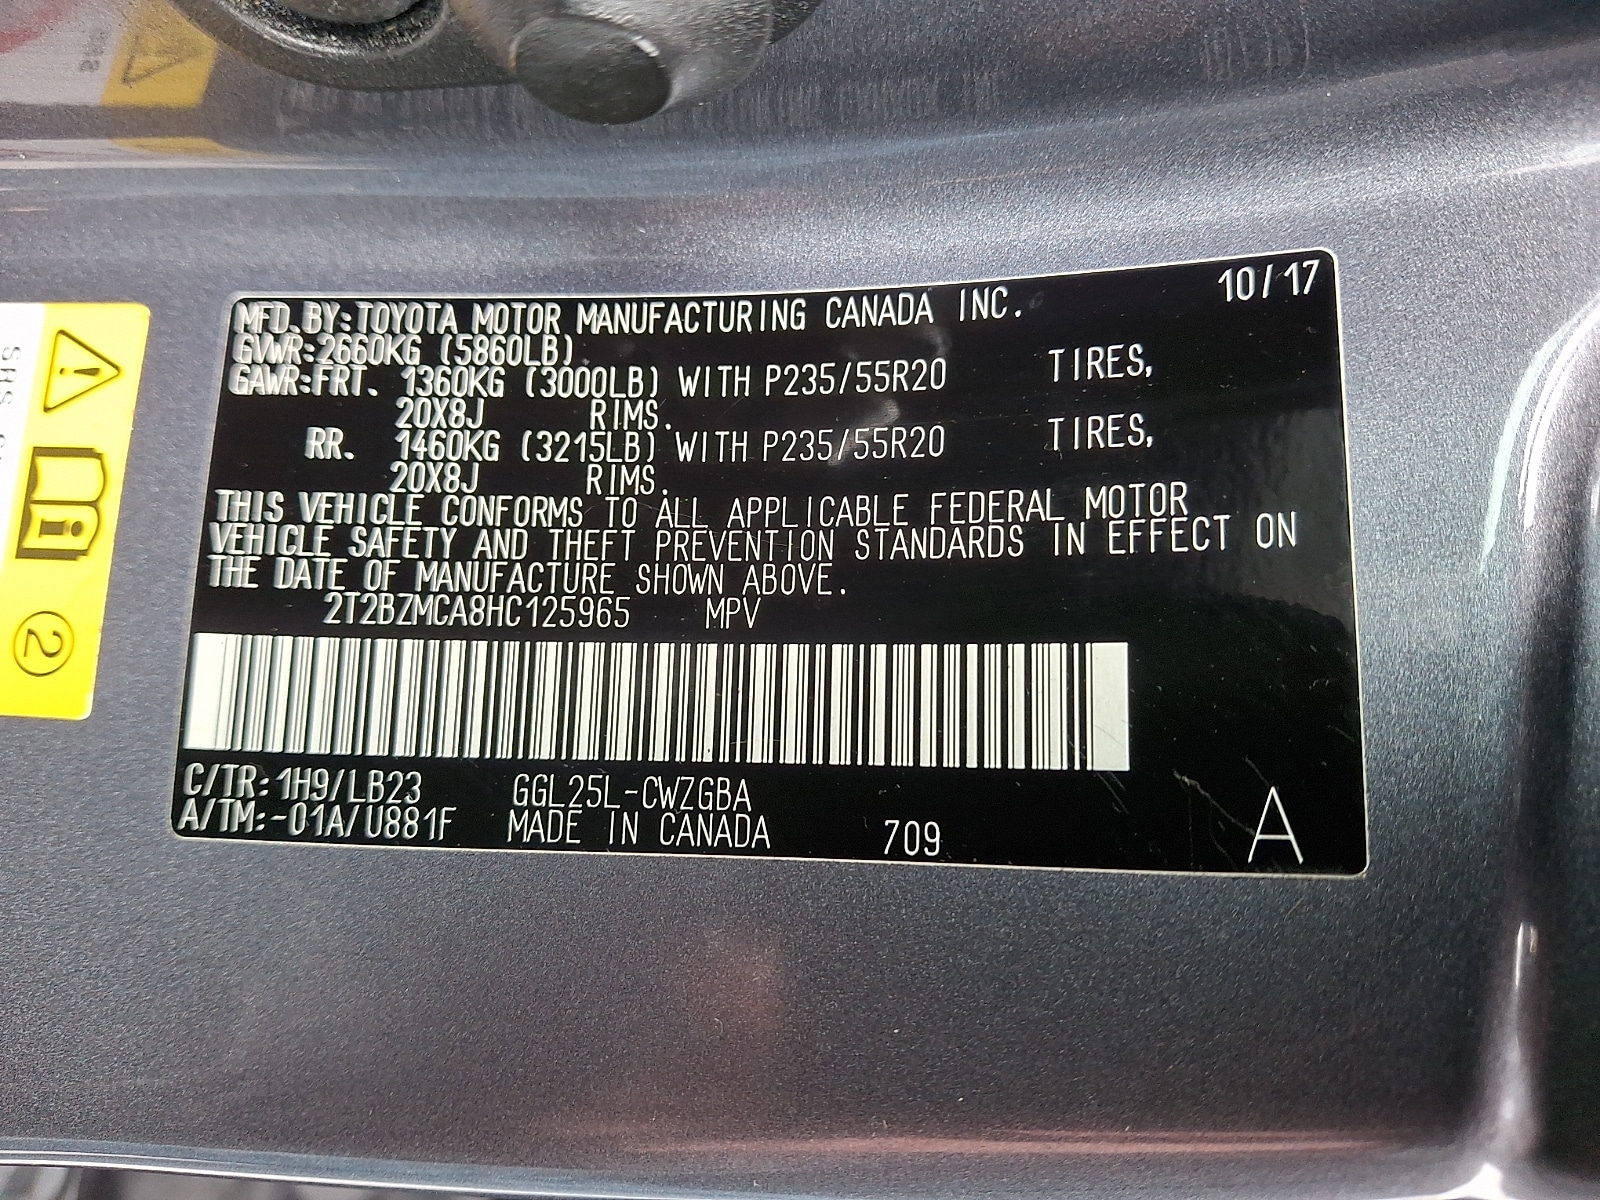 10/17
MFD. BY: TOYOTA MOTOR MANUFACTURING CANADA INC.
GVWR: 2660KG (5860LB)
GAWR: FRT. 1360KG (3000LB) WITH P235/55R20 TIRES,
20X8J RIMS.
RR. 1460KG (3215LB) WITH P235/55R20 TIRES,
20X8J RIMS.
THIS VEHICLE CONFORMS TO ALL APPLICABLE FEDERAL MOTOR
VEHICLE SAFETY AND THEFT PREVENTION STANDARDS IN EFFECT ON
THE DATE OF MANUFACTURE SHOWN ABOVE.
2T2BZMCA8HC125965 MPV
C/TR: 1H9/LB23 GGL25L-CWZGBA
A/TM: -01A/U881F MADE IN CANADA 709
A
SRS
2